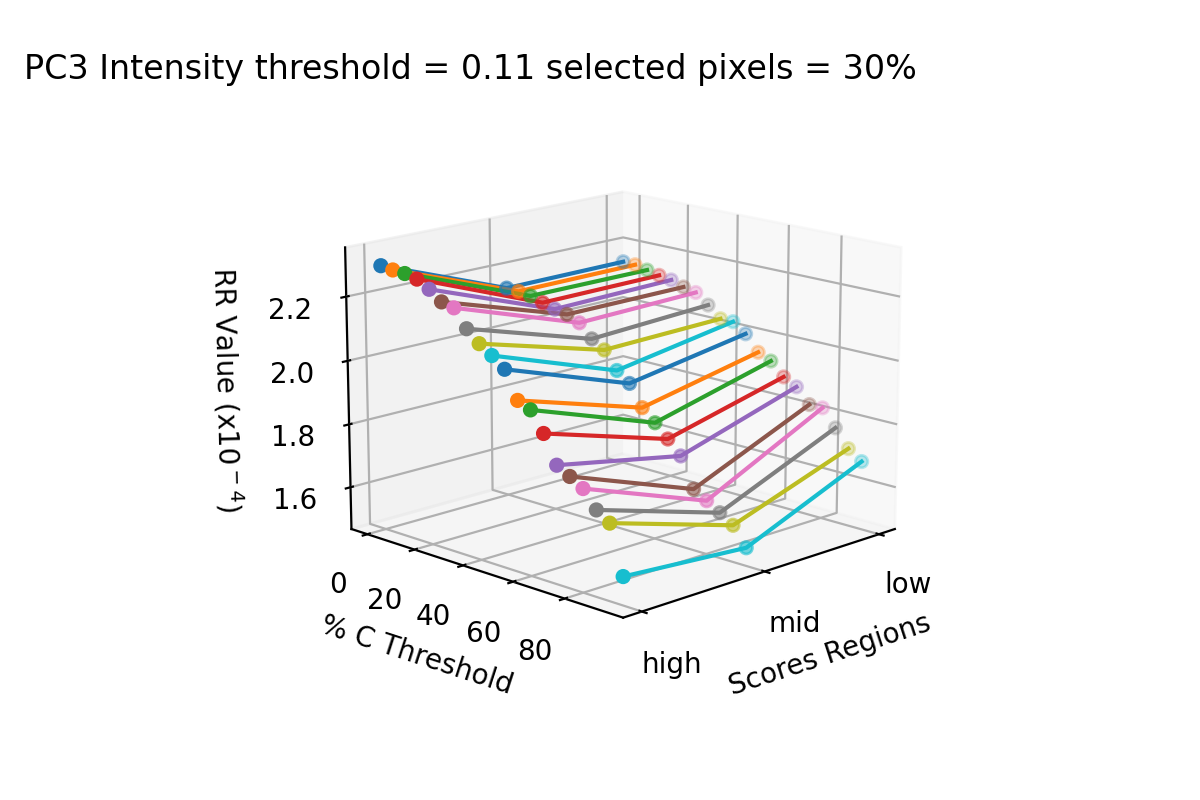 PC3 Intensity threshold = 0.11 selected pixels = 30%
RR Value (x10⁻⁴)
2.2
2.0
1.8
1.6
0
20
40
60
80
% C Threshold
high
mid
low
Scores Regions